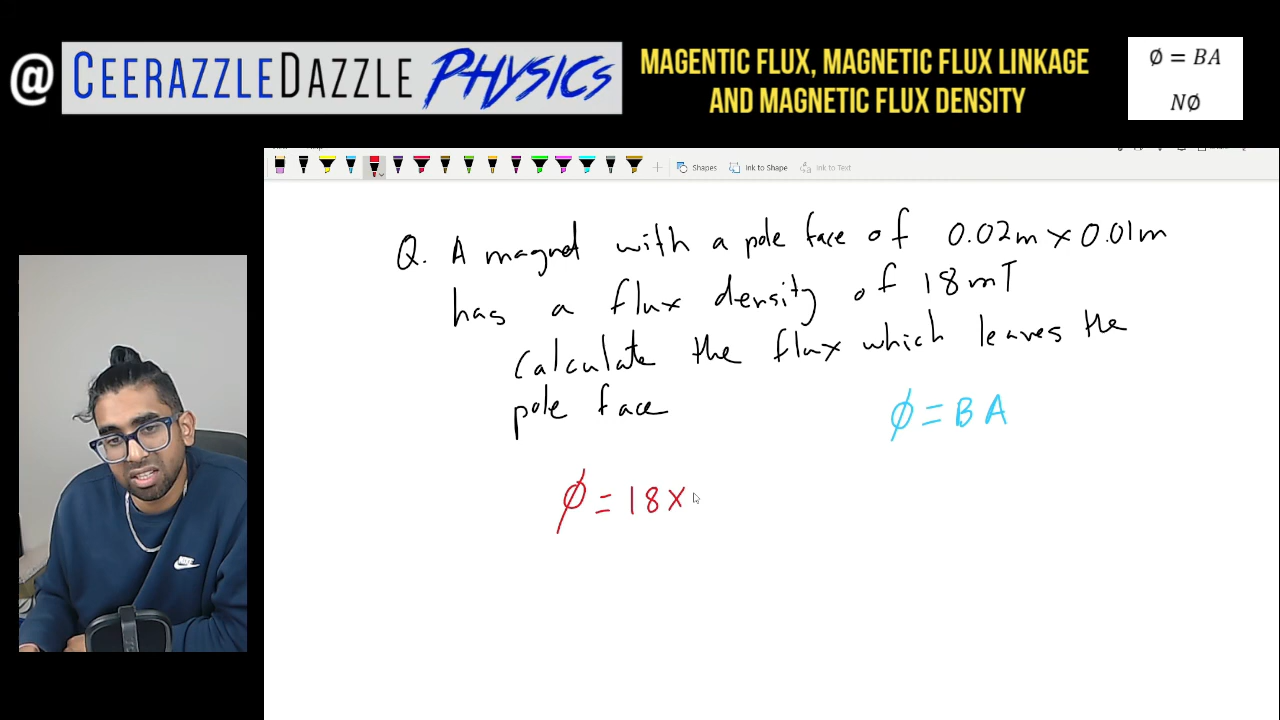 @ CEERAZZLEDAZZLE PHYSICS
MAGENTIC FLUX, MAGNETIC FLUX LINKAGE
AND MAGNETIC FLUX DENSITY
Ø = BA
NØ
Shapes
Ink to Shape
Ink to Text
Q. A magnet with a pole face of 0.02m x 0.01m
has a flux density of 18mT
Calculate the flux which leaves the
pole face
Ø = BA
Ø = 18x